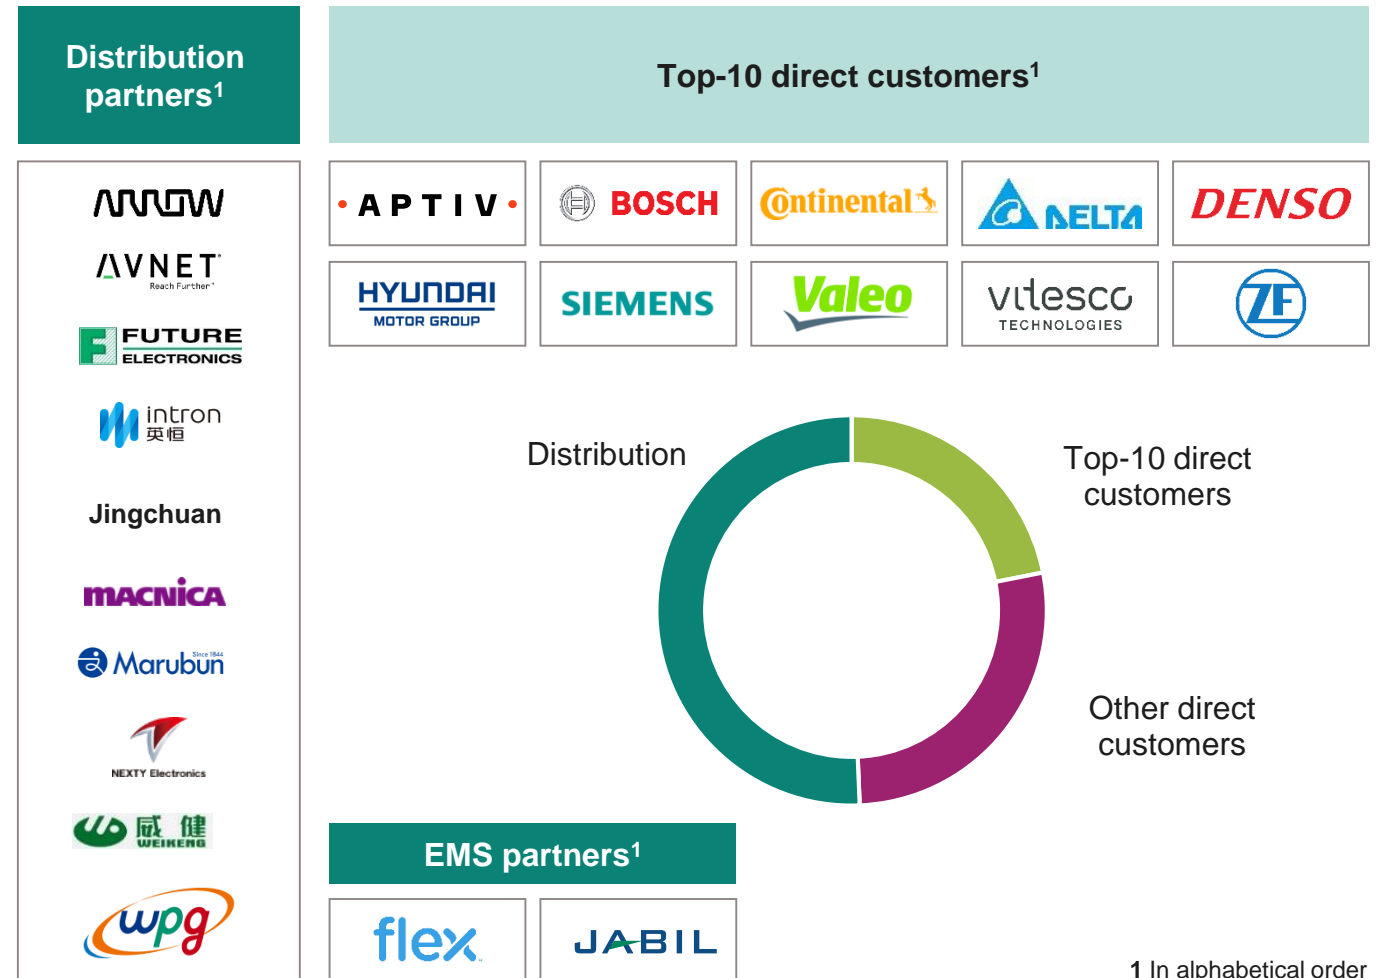 Distribution
partners1
Top-10 direct customers1
ARROW
AVNET
Reach Further™
FUTURE
ELECTRONICS
intron
英恒
Jingchuan
macnica
Since 1844
Marubun
NEXTY Electronics
威健
WEIKENG
wpg
• APTIV •
BOSCH
Continental
DELTA
DENSO
HYUNDAI
MOTOR GROUP
SIEMENS
Valeo
vitesco
TECHNOLOGIES
ZF
Distribution
Top-10 direct
customers
Other direct
customers
EMS partners1
flex
JABIL
1 In alphabetical order